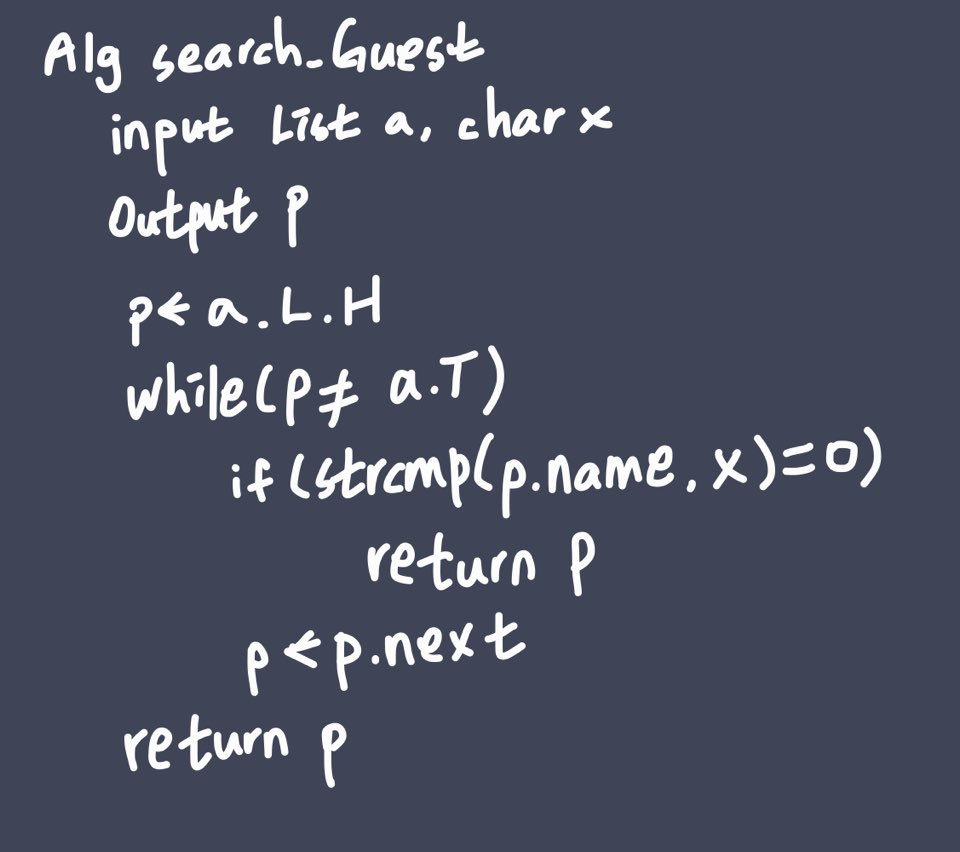 Alg search_Guest
input List a, char x
Output P
p← a.L.H
while(P≠ a.T)
if (strcmp(p.name, x)=0)
return P
p←p.next
return p